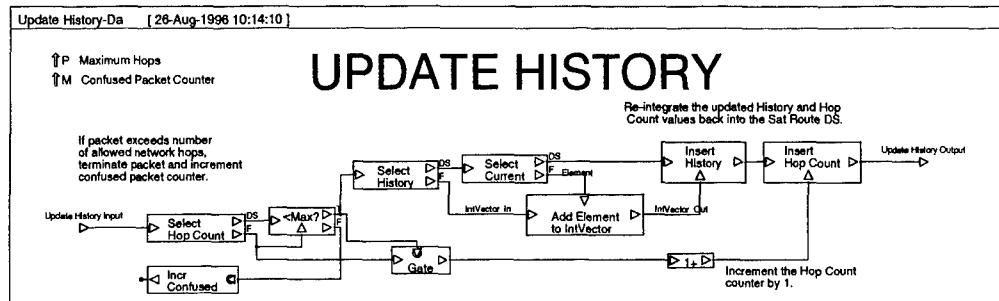 Update History-Da [ 26-Aug-1996 10:14:10 ]
⇧P Maximum Hops
⇧M Confused Packet Counter
UPDATE HISTORY
Re-integrate the updated History and Hop
Count values back into the Sat Route DS.
If packet exceeds number
of allowed network hops,
terminate packet and increment
confused packet counter.
Select
History
DS
F
Select
Current
DS
F
Element
Insert
History
Insert
Hop Count
Update History Output
IntVector In
Add Element
to IntVector
IntVector Out
Update History Input
Select
Hop Count
DS
F
<Max?
T
F
Gate
1+
Increment the Hop Count
counter by 1.
Incr
Confused